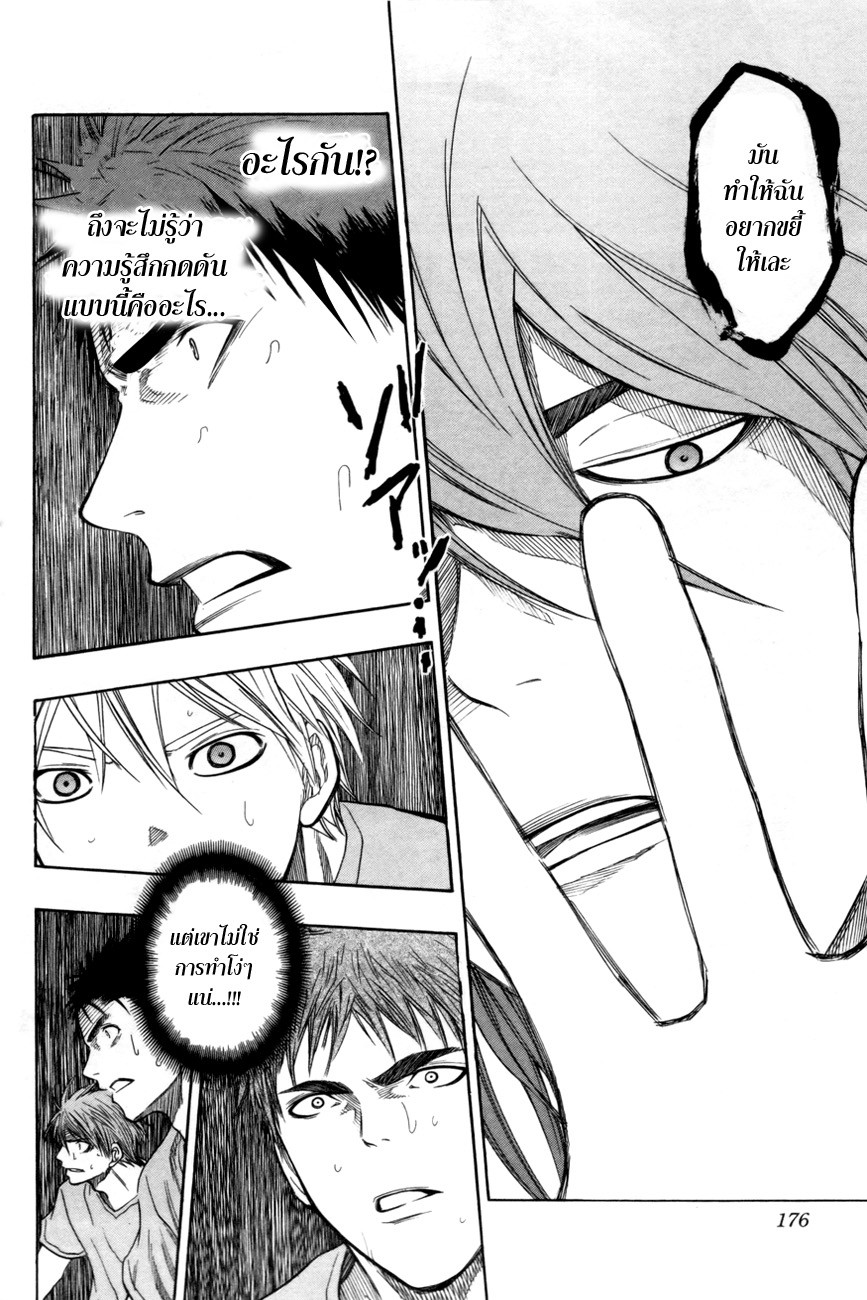 มัน
ทำให้ฉัน
อยากขยี้
ให้เละ
อะไรกัน!?
ถึงจะไม่รู้ว่า
ความรู้สึกกดดัน
แบบนี้คืออะไร...
แต่เขาไม่ใช่
การทำโง่ๆ
แน่...!!!
176